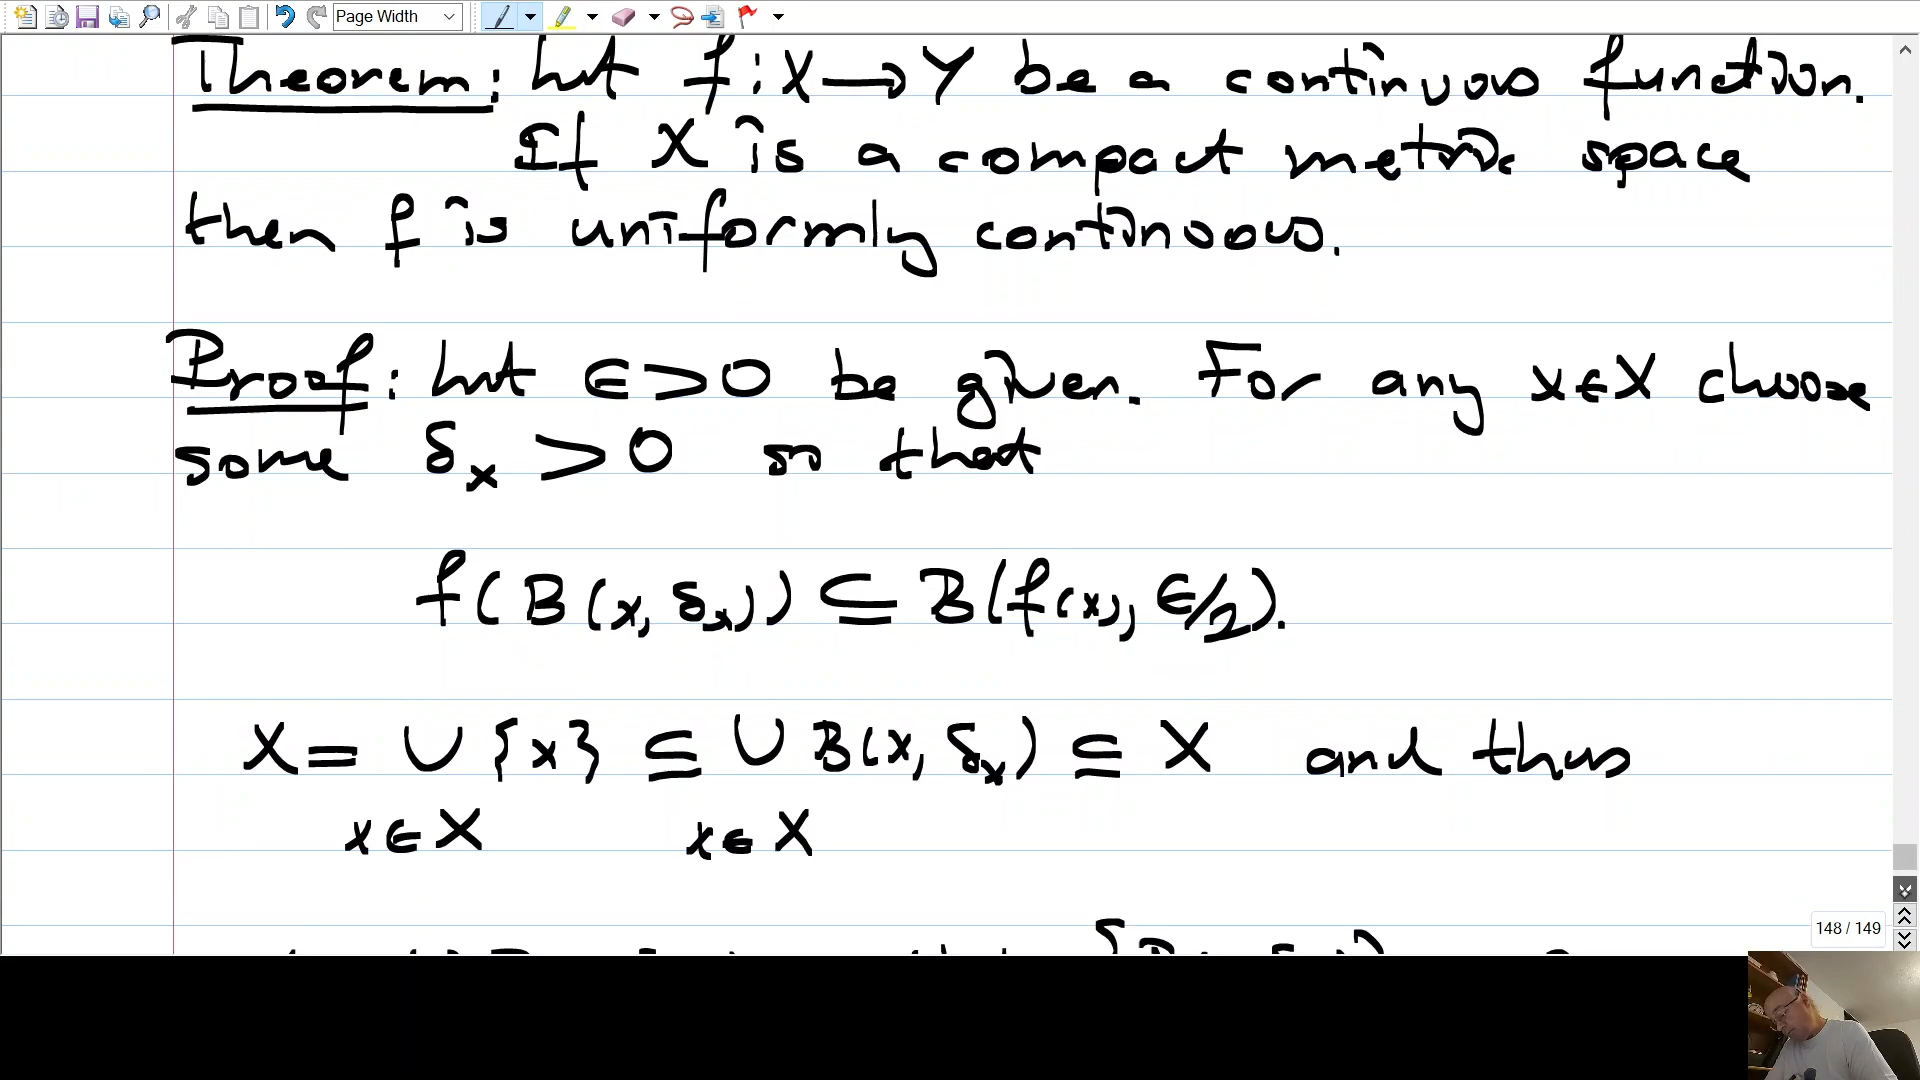 Page Width
Theorem: Let f: X → Y be a continuous function.
If X is a compact metric space
then f is uniformly continuous.
Proof: Let ϵ > 0 be given. For any x ∈ X choose
some δₓ > 0 so that
f(B(x, δₓ)) ⊆ B(f(x), ϵ/2).
X = ∪ {x} ⊆ ∪ B(x, δₓ) ⊆ X and thus
x ∈ X x ∈ X
148 / 149